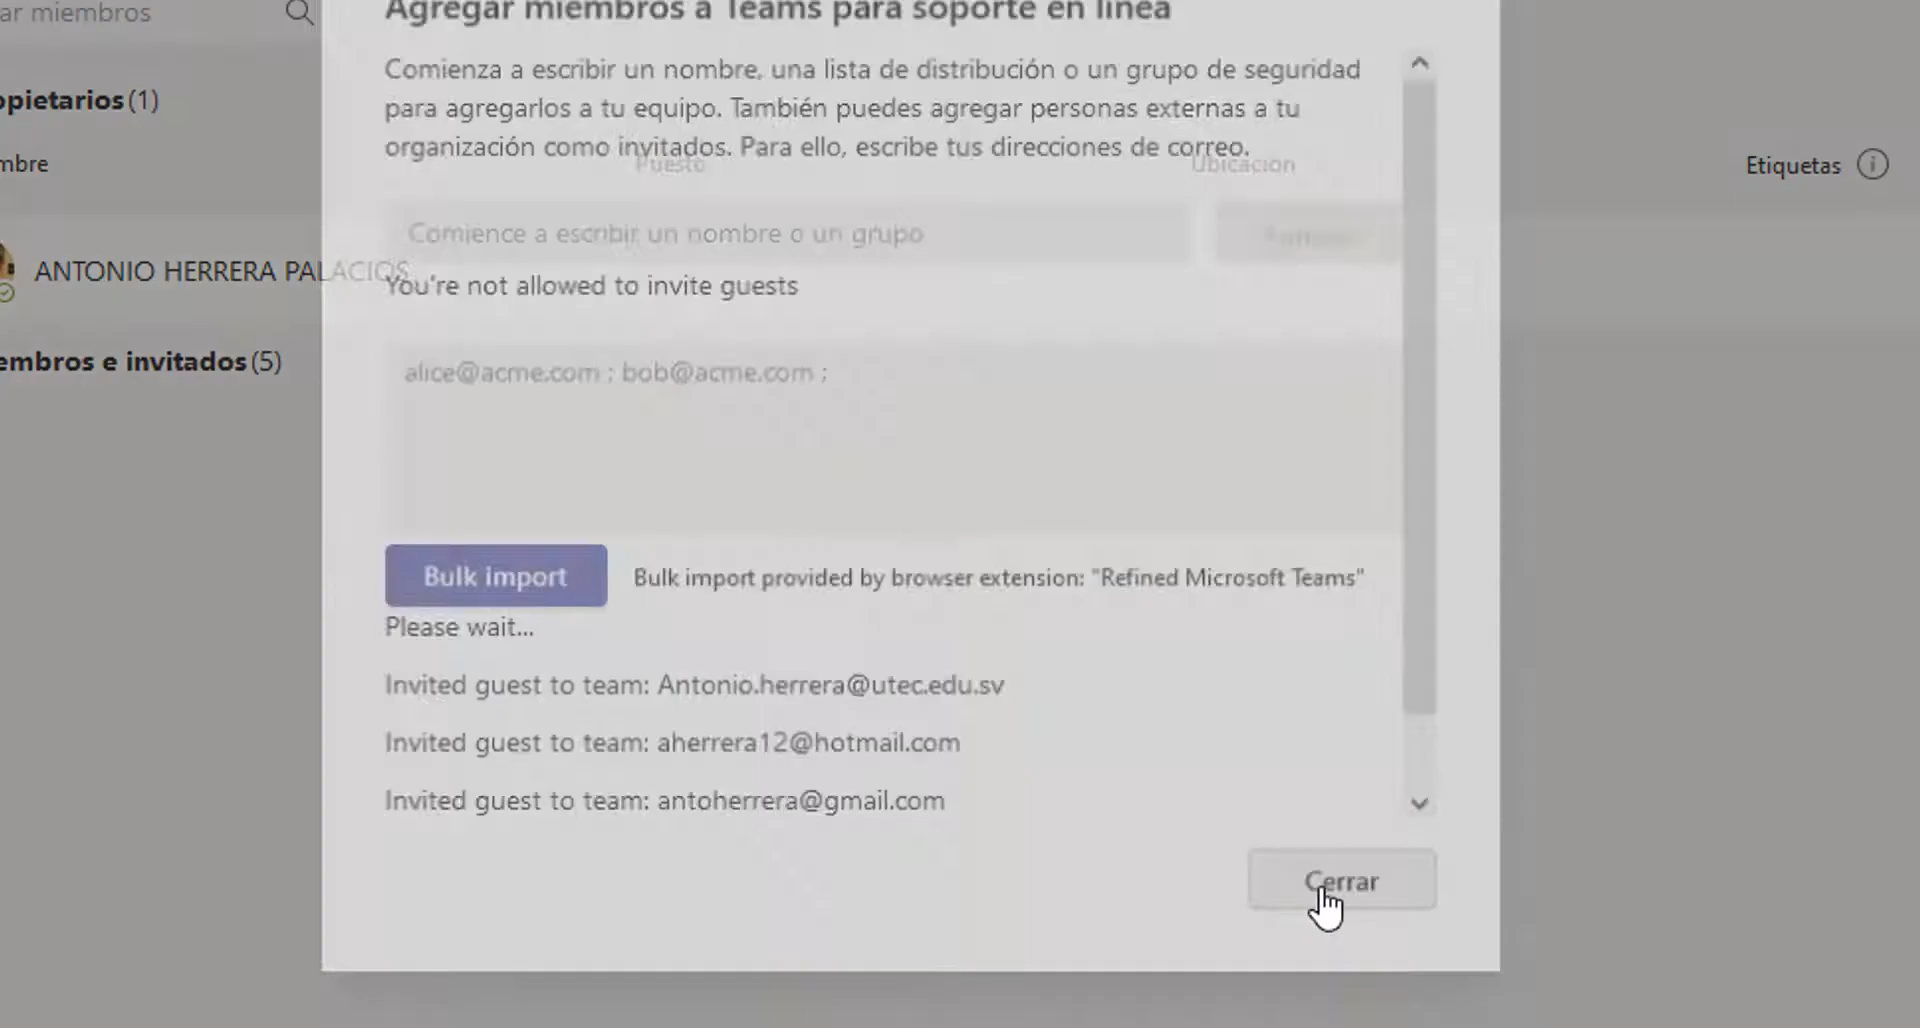 ar miembros
Agregar miembros a Teams para soporte en línea
Comienza a escribir un nombre, una lista de distribución o un grupo de seguridad
para agregarlos a tu equipo. También puedes agregar personas externas a tu
organización como invitados. Para ello, escribe tus direcciones de correo.
opietarios (1)
mbre
Puesto
Ubicación
Etiquetas
Comience a escribir un nombre o un grupo
ANTONIO HERRERA PALACIOS
You're not allowed to invite guests
embros e invitados (5)
alice@acme.com ; bob@acme.com ;
Bulk import
Bulk import provided by browser extension: "Refined Microsoft Teams"
Please wait...
Invited guest to team: Antonio.herrera@utec.edu.sv
Invited guest to team: aherrera12@hotmail.com
Invited guest to team: antoherrera@gmail.com
Cerrar